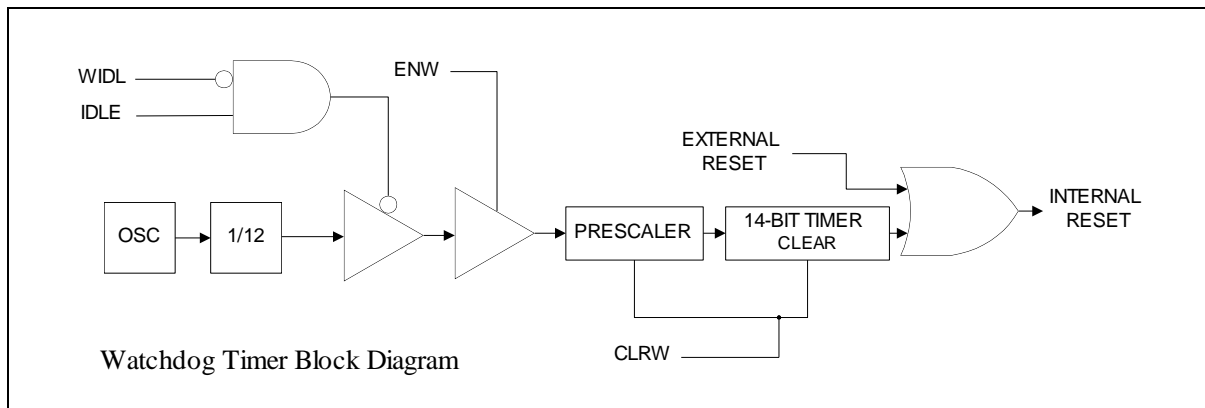 WIDL
IDLE
ENW
EXTERNAL
RESET
INTERNAL
RESET
OSC
1/12
PRESCALER
14-BIT TIMER
CLEAR
CLRW
Watchdog Timer Block Diagram